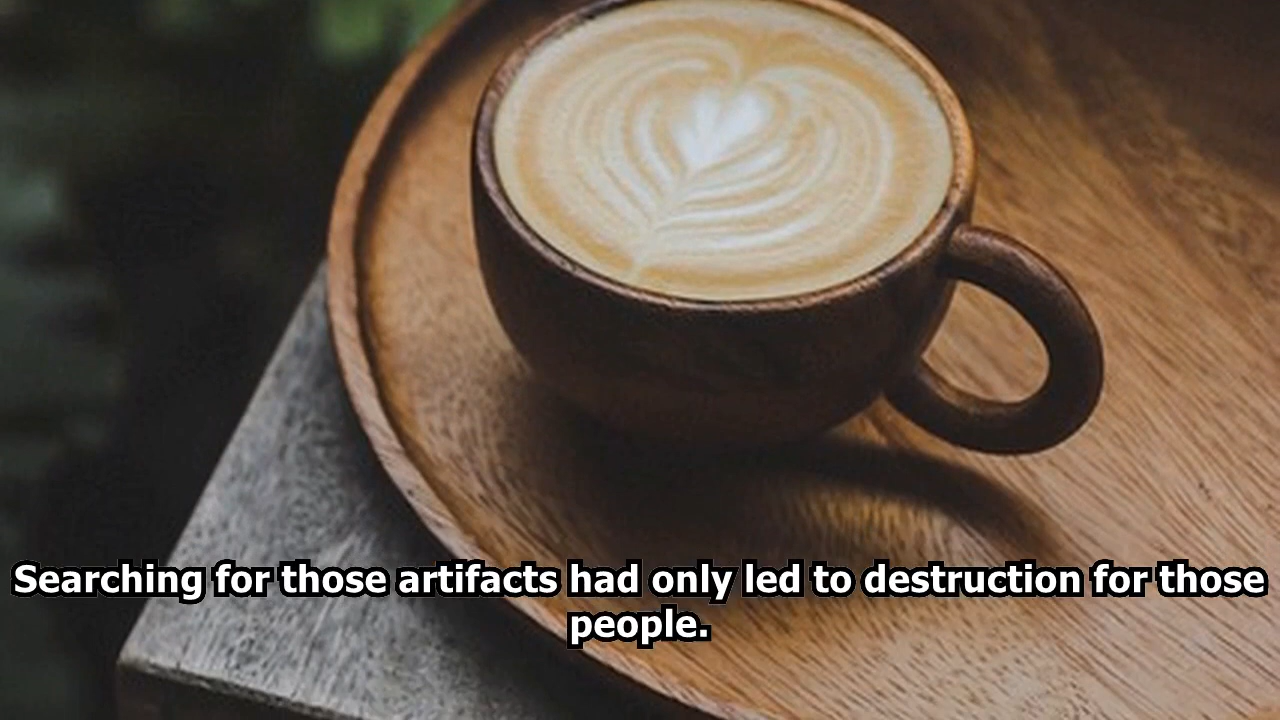 Searching for those artifacts had only led to destruction for those
people.